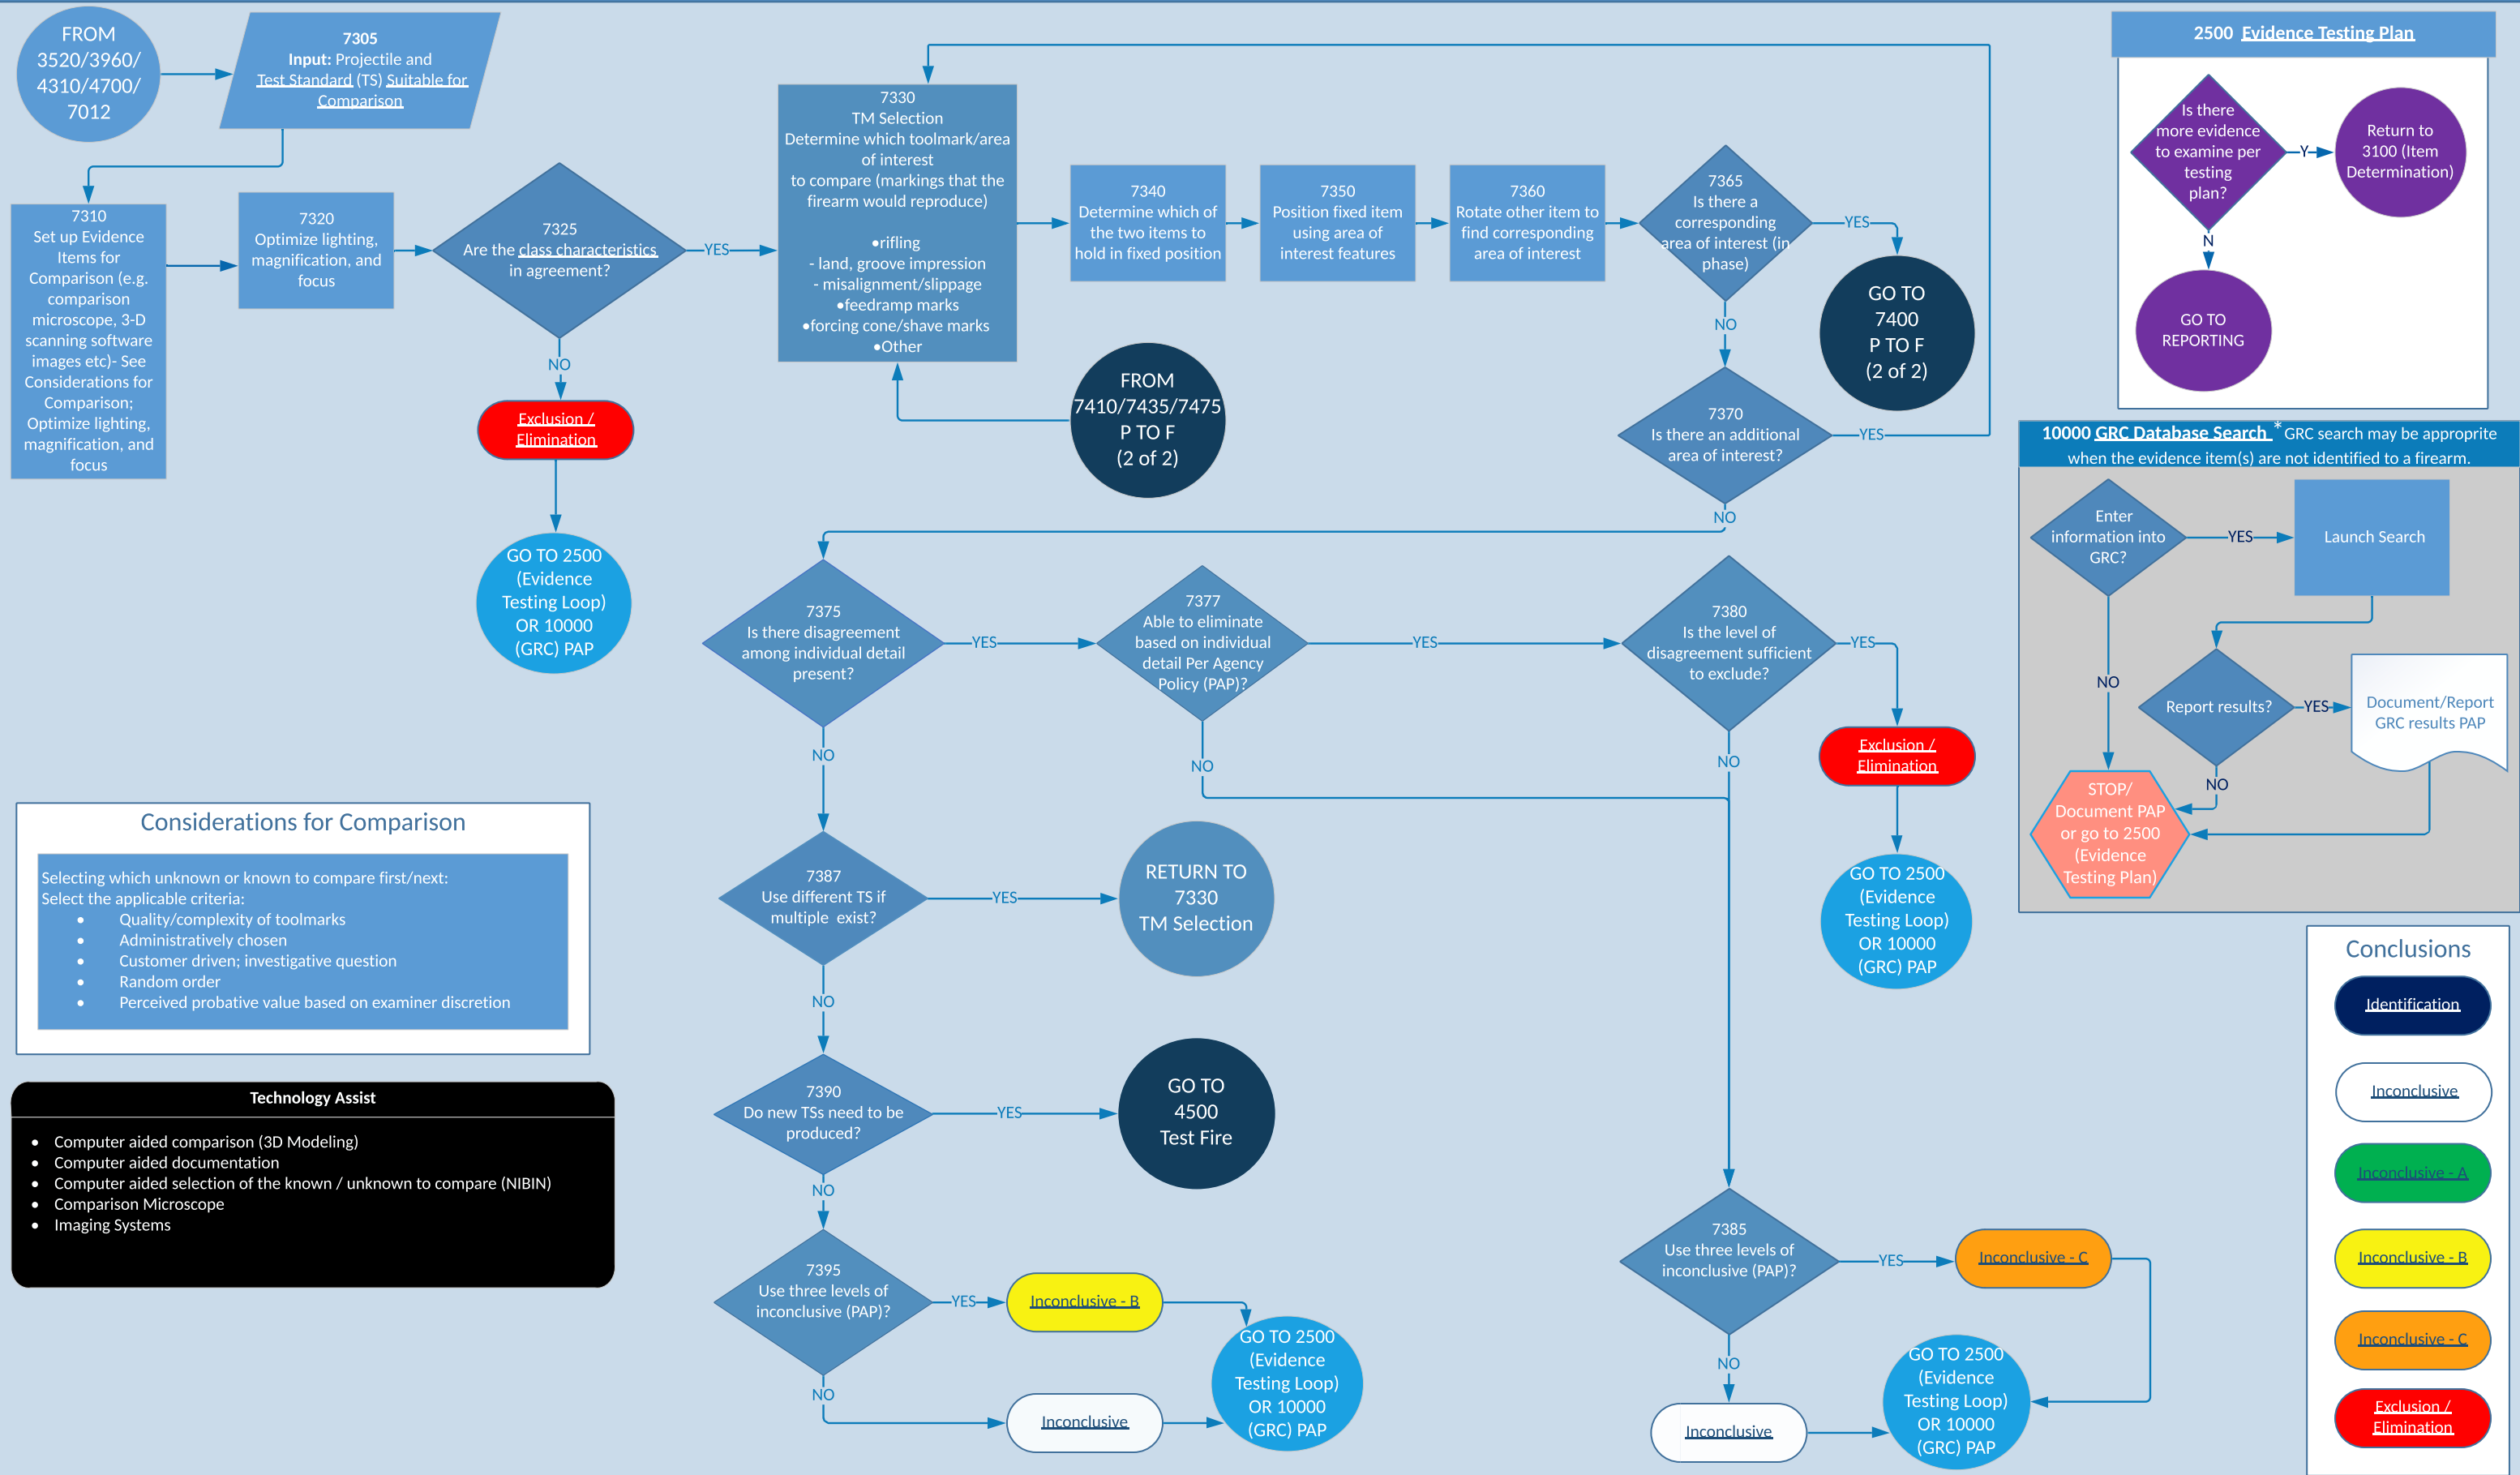 FROM
3520/3960/
4310/4700/
7012
7305
Input: Projectile and
Test Standard (TS) Suitable for
Comparison
7310
Set up Evidence
Items for
Comparison (e.g.
comparison
microscope, 3-D
scanning software
images etc)- See
Considerations for
Comparison;
Optimize lighting,
magnification, and
focus
7320
Optimize lighting,
magnification, and
focus
7325
Are the class characteristics
in agreement?
YES
NO
Exclusion /
Elimination
GO TO 2500
(Evidence
Testing Loop)
OR 10000
(GRC) PAP
7330
TM Selection
Determine which toolmark/area
of interest
to compare (markings that the
firearm would reproduce)
•rifling
- land, groove impression
- misalignment/slippage
•feedramp marks
•forcing cone/shave marks
•Other
FROM
7410/7435/7475
P TO F
(2 of 2)
7340
Determine which of
the two items to
hold in fixed position
7350
Position fixed item
using area of
interest features
7360
Rotate other item to
find corresponding
area of interest
7365
Is there a
corresponding
area of interest (in
phase)
YES
GO TO
7400
P TO F
(2 of 2)
NO
7370
Is there an additional
area of interest?
YES
NO
7375
Is there disagreement
among individual detail
present?
YES
7377
Able to eliminate
based on individual
detail Per Agency
Policy (PAP)?
YES
7380
Is the level of
disagreement sufficient
to exclude?
YES
Exclusion /
Elimination
GO TO 2500
(Evidence
Testing Loop)
OR 10000
(GRC) PAP
NO
NO
NO
7387
Use different TS if
multiple exist?
YES
RETURN TO
7330
TM Selection
NO
7390
Do new TSs need to be
produced?
YES
GO TO
4500
Test Fire
NO
7395
Use three levels of
inconclusive (PAP)?
YES
Inconclusive - B
NO
Inconclusive
GO TO 2500
(Evidence
Testing Loop)
OR 10000
(GRC) PAP
7385
Use three levels of
inconclusive (PAP)?
YES
Inconclusive - C
NO
Inconclusive
GO TO 2500
(Evidence
Testing Loop)
OR 10000
(GRC) PAP
Considerations for Comparison
Selecting which unknown or known to compare first/next:
Select the applicable criteria:
• Quality/complexity of toolmarks
• Administratively chosen
• Customer driven; investigative question
• Random order
• Perceived probative value based on examiner discretion
Technology Assist
• Computer aided comparison (3D Modeling)
• Computer aided documentation
• Computer aided selection of the known / unknown to compare (NIBIN)
• Comparison Microscope
• Imaging Systems
2500 Evidence Testing Plan
Is there
more evidence
to examine per
testing
plan?
Y
Return to
3100 (Item
Determination)
N
GO TO
REPORTING
10000 GRC Database Search *GRC search may be approprite
when the evidence item(s) are not identified to a firearm.
Enter
information into
GRC?
YES
Launch Search
NO
Report results?
YES
Document/Report
GRC results PAP
NO
STOP/
Document PAP
or go to 2500
(Evidence
Testing Plan)
Conclusions
Identification
Inconclusive
Inconclusive - A
Inconclusive - B
Inconclusive - C
Exclusion /
Elimination